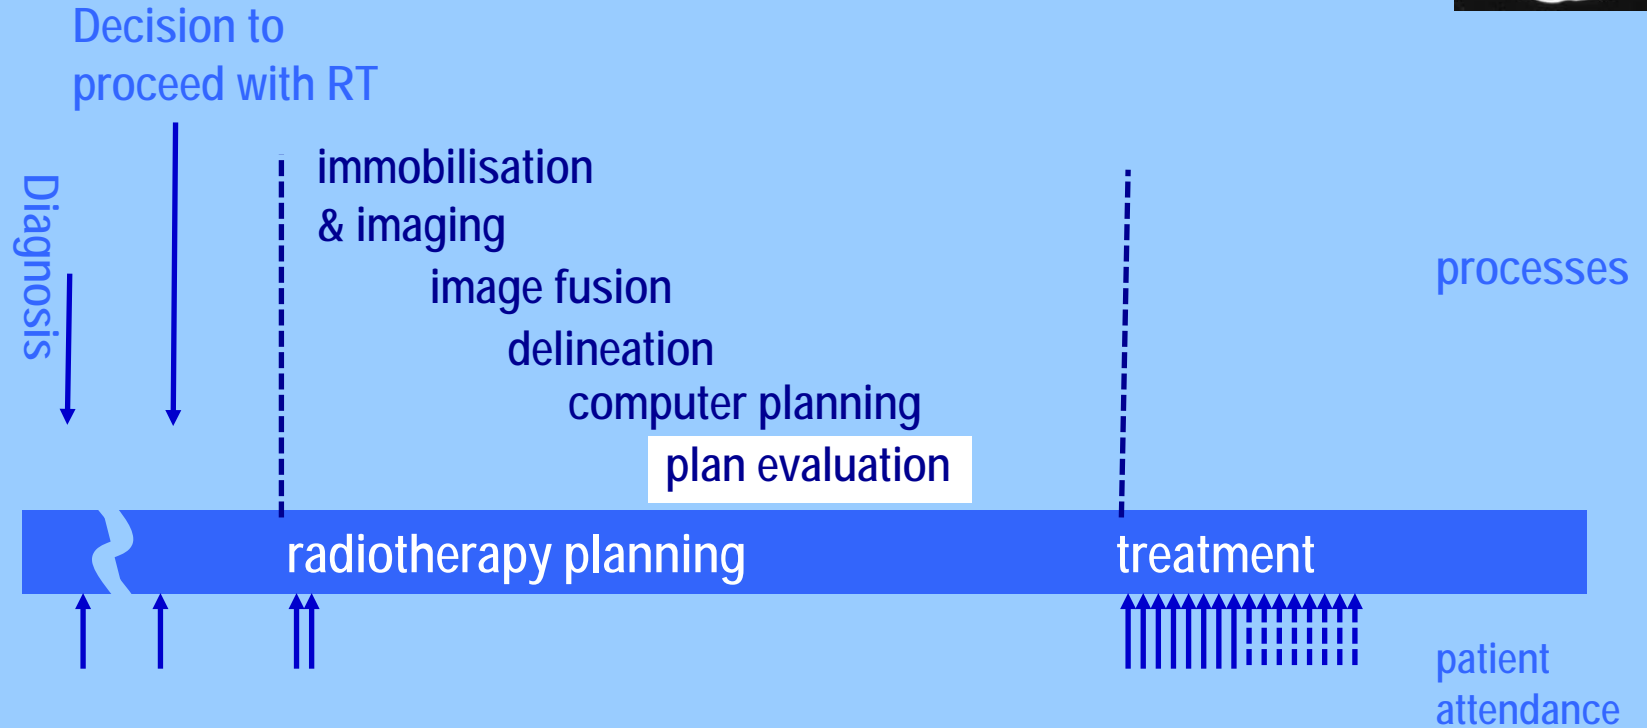 Decision to
proceed with RT
Diagnosis
immobilisation
& imaging
image fusion
delineation
computer planning
plan evaluation
processes
radiotherapy planning
treatment
patient
attendance